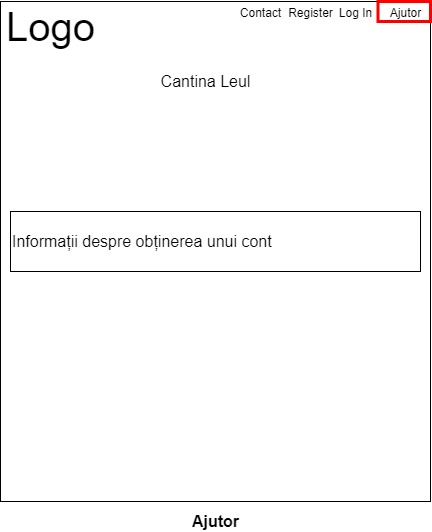 Contact Register Log In Ajutor
Logo
Cantina Leul
Informații despre obținerea unui cont
Ajutor